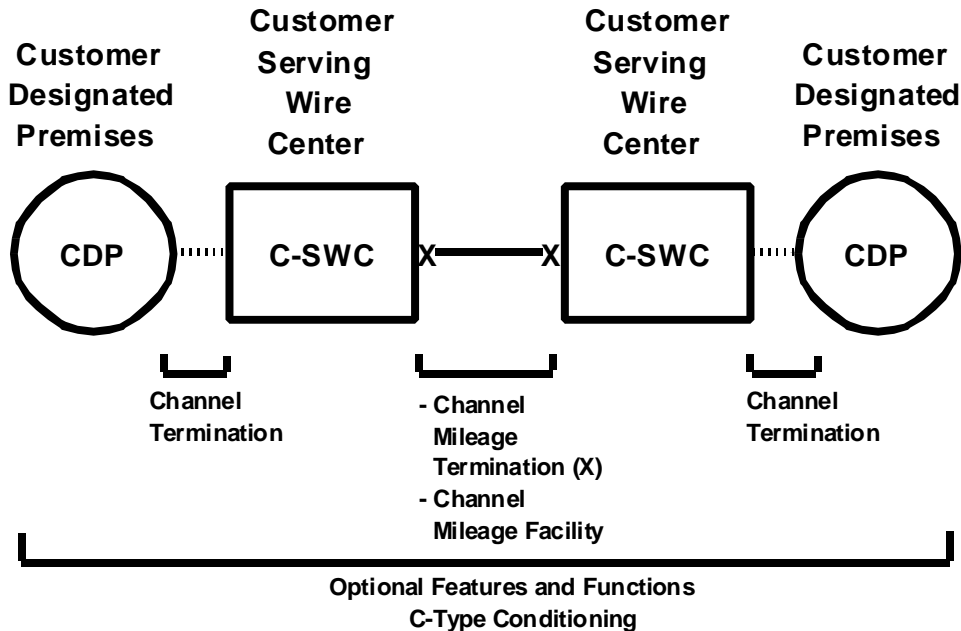 Customer
Designated
Premises
Customer
Serving
Wire
Center
Customer
Serving
Wire
Center
Customer
Designated
Premises
CDP
C-SWC
X
X
C-SWC
CDP
Channel
Termination
- Channel
Mileage
Termination (X)
- Channel
Mileage Facility
Channel
Termination
Optional Features and Functions
C-Type Conditioning